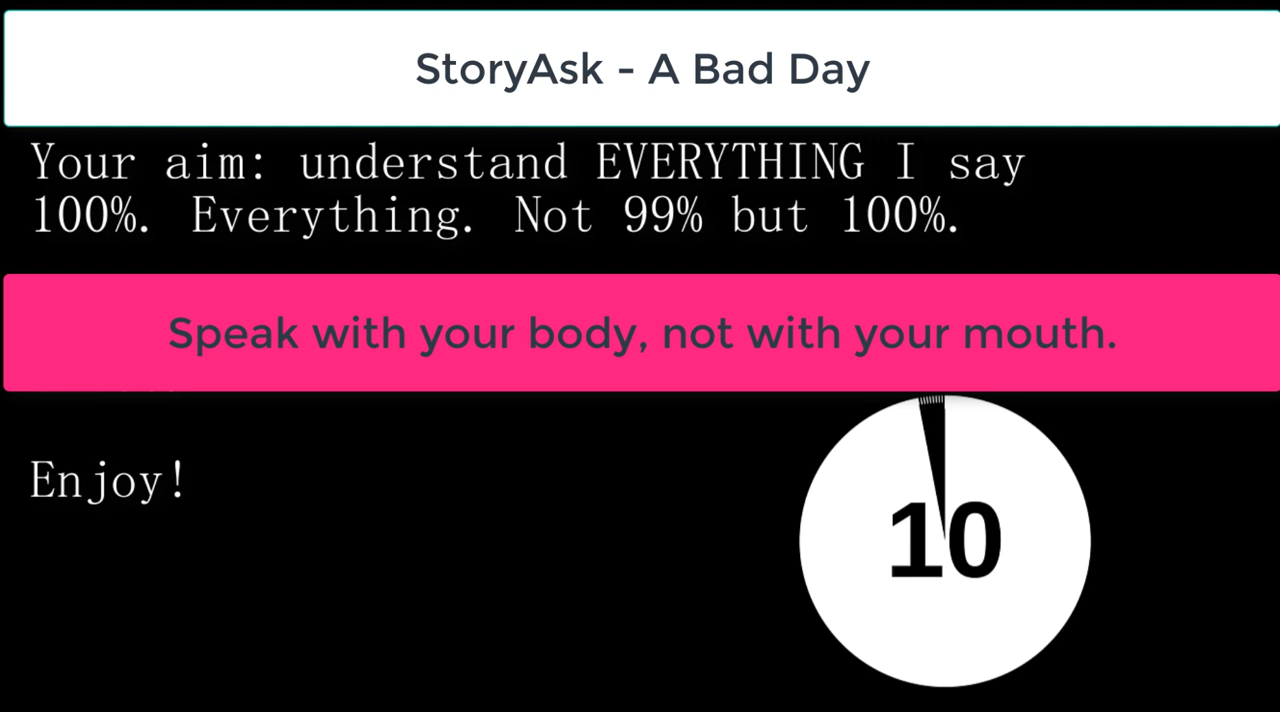 StoryAsk - A Bad Day
Your aim: understand EVERYTHING I say
100%. Everything. Not 99% but 100%.
Speak with your body, not with your mouth.
Enjoy!
10